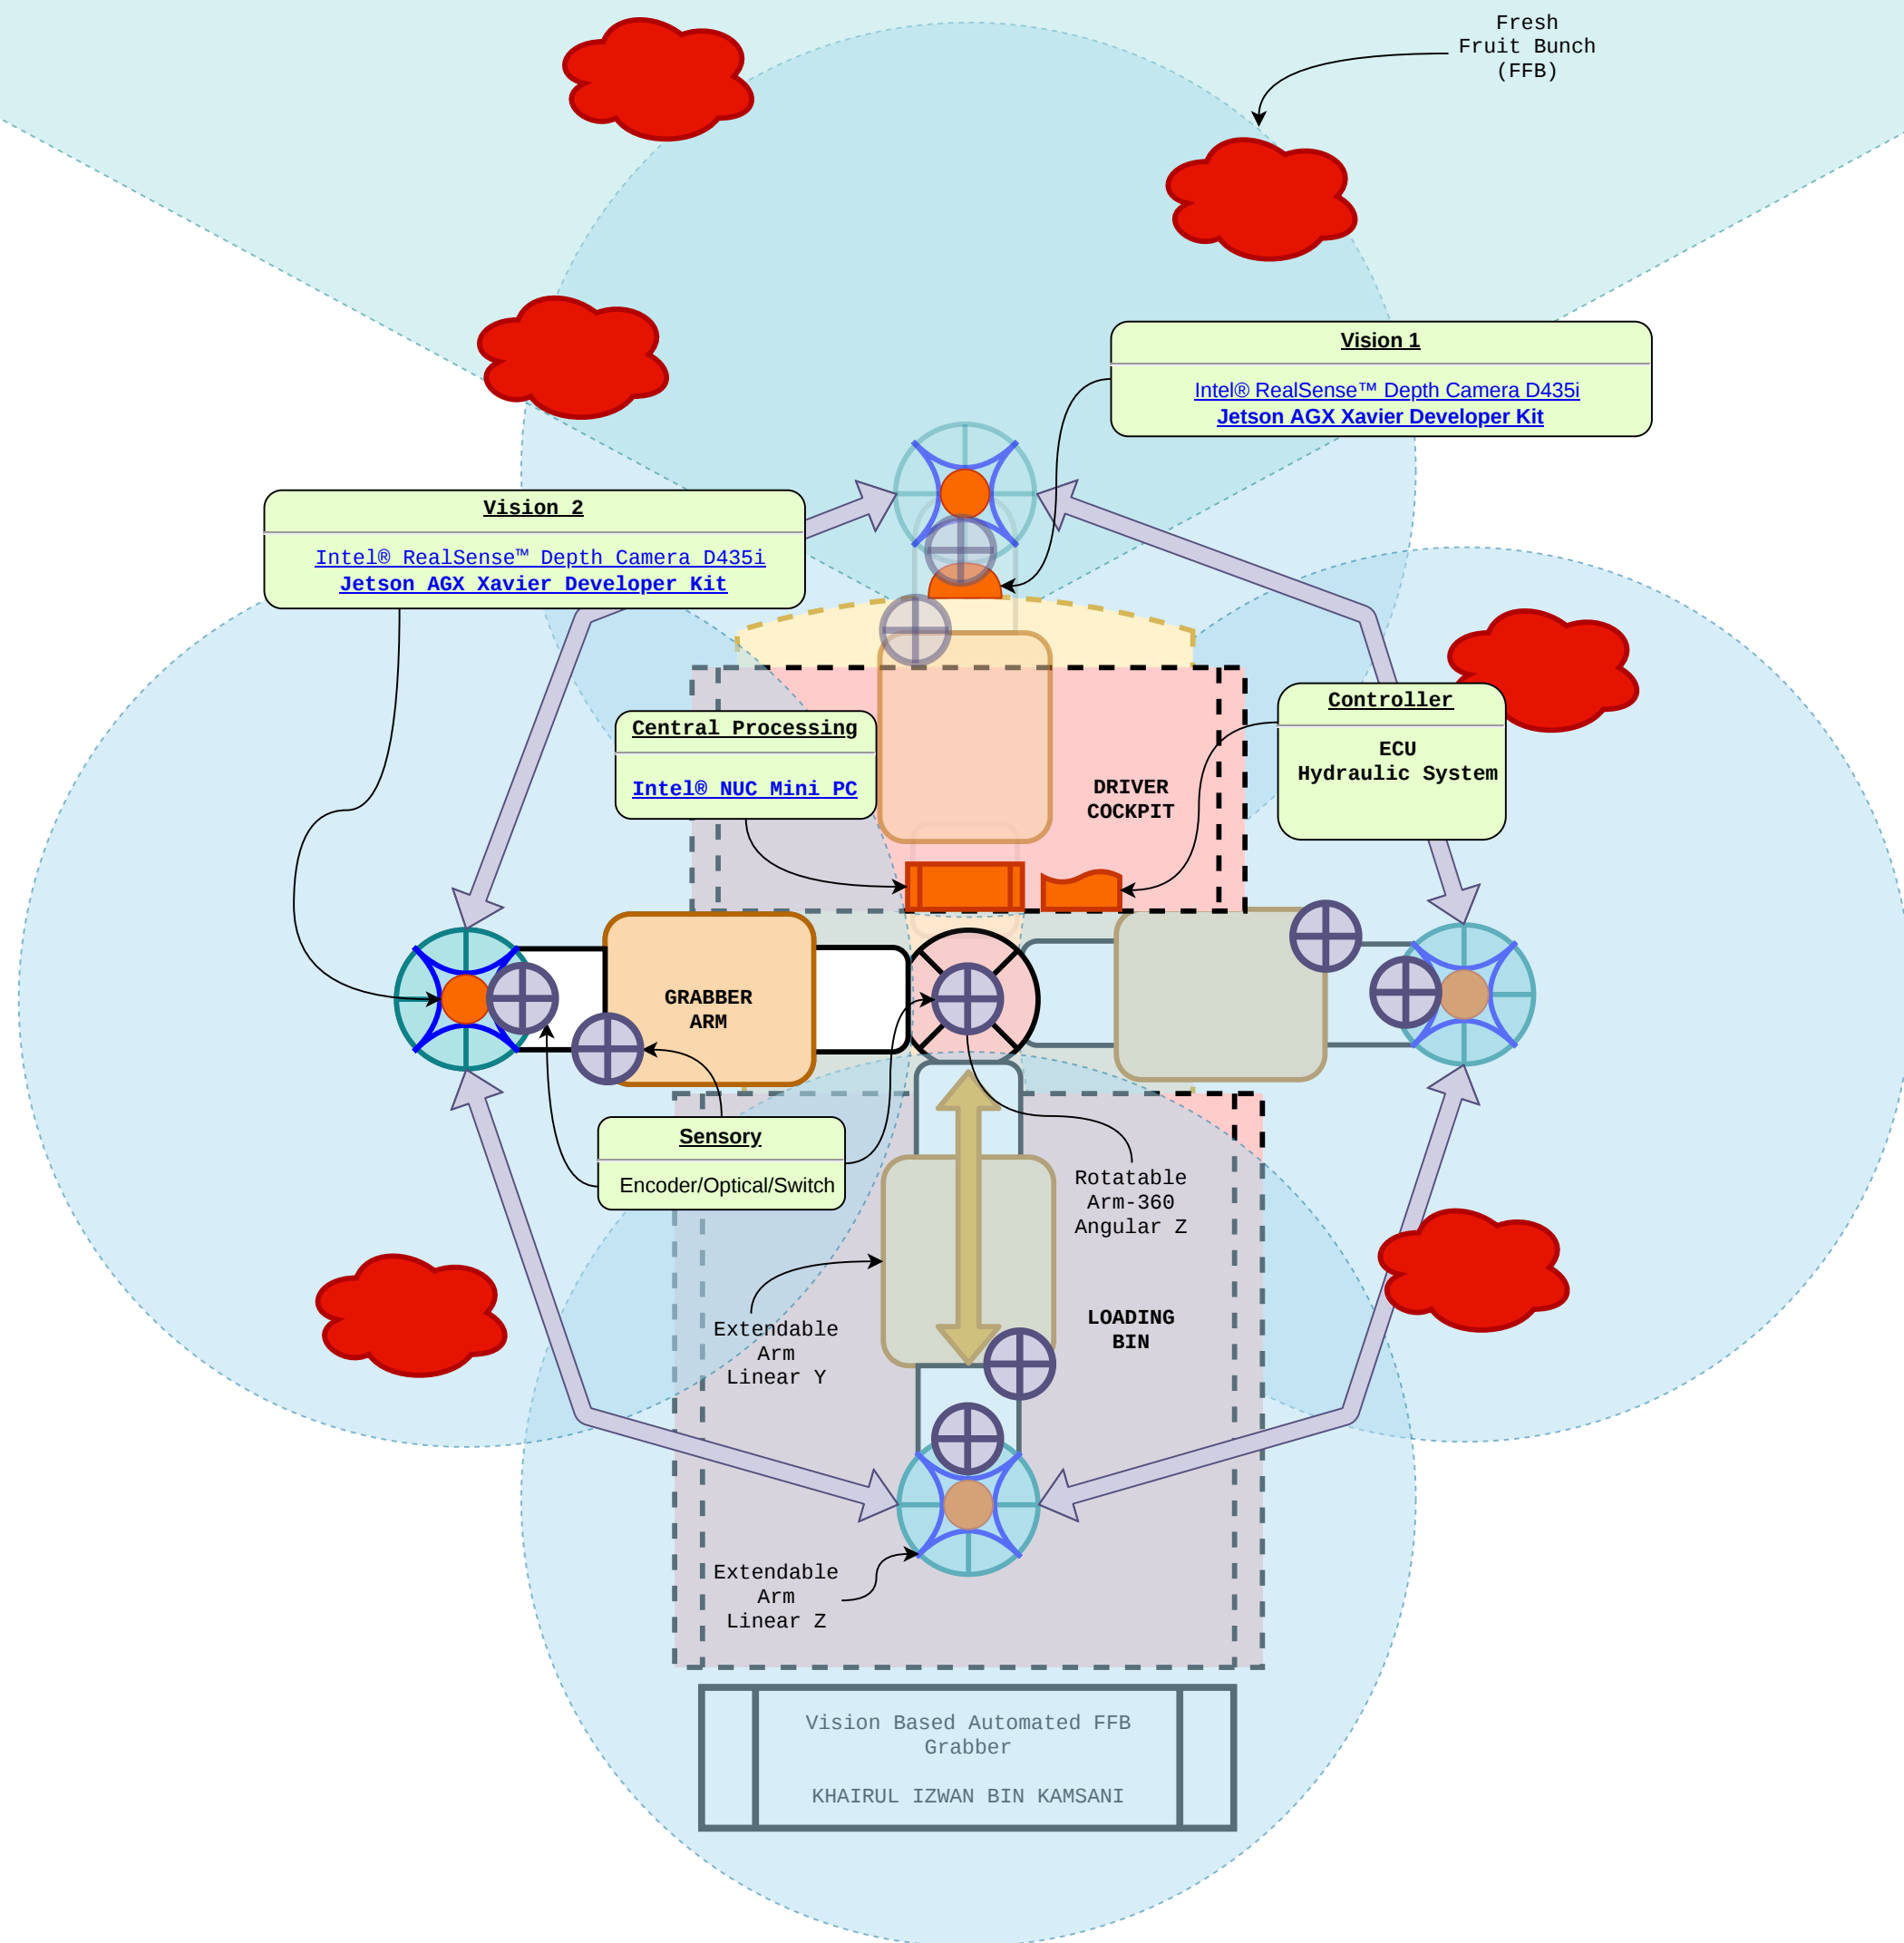 Fresh
Fruit Bunch
(FFB)
Vision 1
Intel® RealSense™ Depth Camera D435i
Jetson AGX Xavier Developer Kit
Vision 2
Intel® RealSense™ Depth Camera D435i
Jetson AGX Xavier Developer Kit
Central Processing
Intel® NUC Mini PC
DRIVER
COCKPIT
Controller
ECU
Hydraulic System
GRABBER
ARM
Sensory
Encoder/Optical/Switch
Rotatable
Arm-360
Angular Z
Extendable
Arm
Linear Y
LOADING
BIN
Extendable
Arm
Linear Z
Vision Based Automated FFB
Grabber
KHAIRUL IZWAN BIN KAMSANI